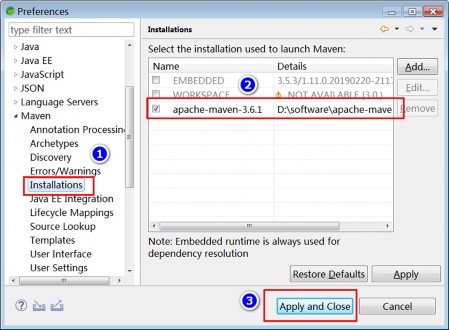 Preferences
type filter text
Java
Java EE
JavaScript
JSON
Language Servers
Maven
Annotation Processing
Archetypes
Discovery
Errors/Warnings
Installations
Java EE Integration
Lifecycle Mappings
Source Lookup
Templates
User Interface
User Settings
1
Installations
Select the installation used to launch Maven:
Name Details
EMBEDDED 3.5.3/1.11.0.20190220-2117
WORKSPACE NOT AVAILABLE [3.0,)
apache-maven-3.6.1 D:\software\apache-mave
2
Add...
Edit...
Remove
Note: Embedded runtime is always used for
dependency resolution
Restore Defaults Apply
3
Apply and Close Cancel